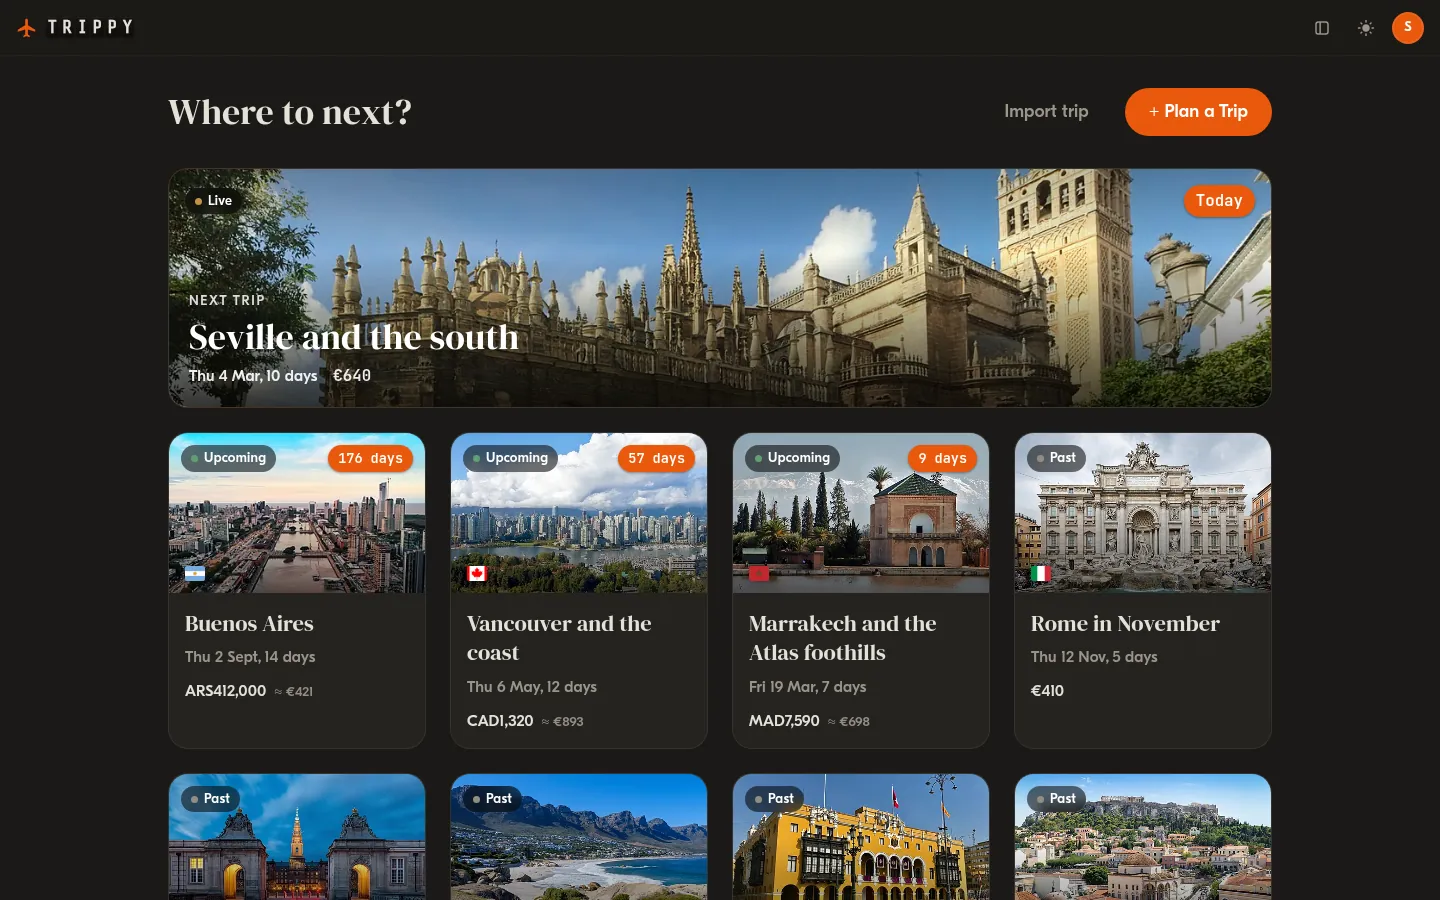 TRIPPY
S
Where to next?
Import trip
+ Plan a Trip
Live
Today
NEXT TRIP
Seville and the south
Thu 4 Mar, 10 days €640
Upcoming
176 days
Buenos Aires
Thu 2 Sept, 14 days
ARS412,000 ≈ €421
Upcoming
57 days
Vancouver and the
coast
Thu 6 May, 12 days
CAD1,320 ≈ €893
Upcoming
9 days
Marrakech and the
Atlas foothills
Fri 19 Mar, 7 days
MAD7,590 ≈ €698
Past
Rome in November
Thu 12 Nov, 5 days
€410
Past
Past
Past
Past